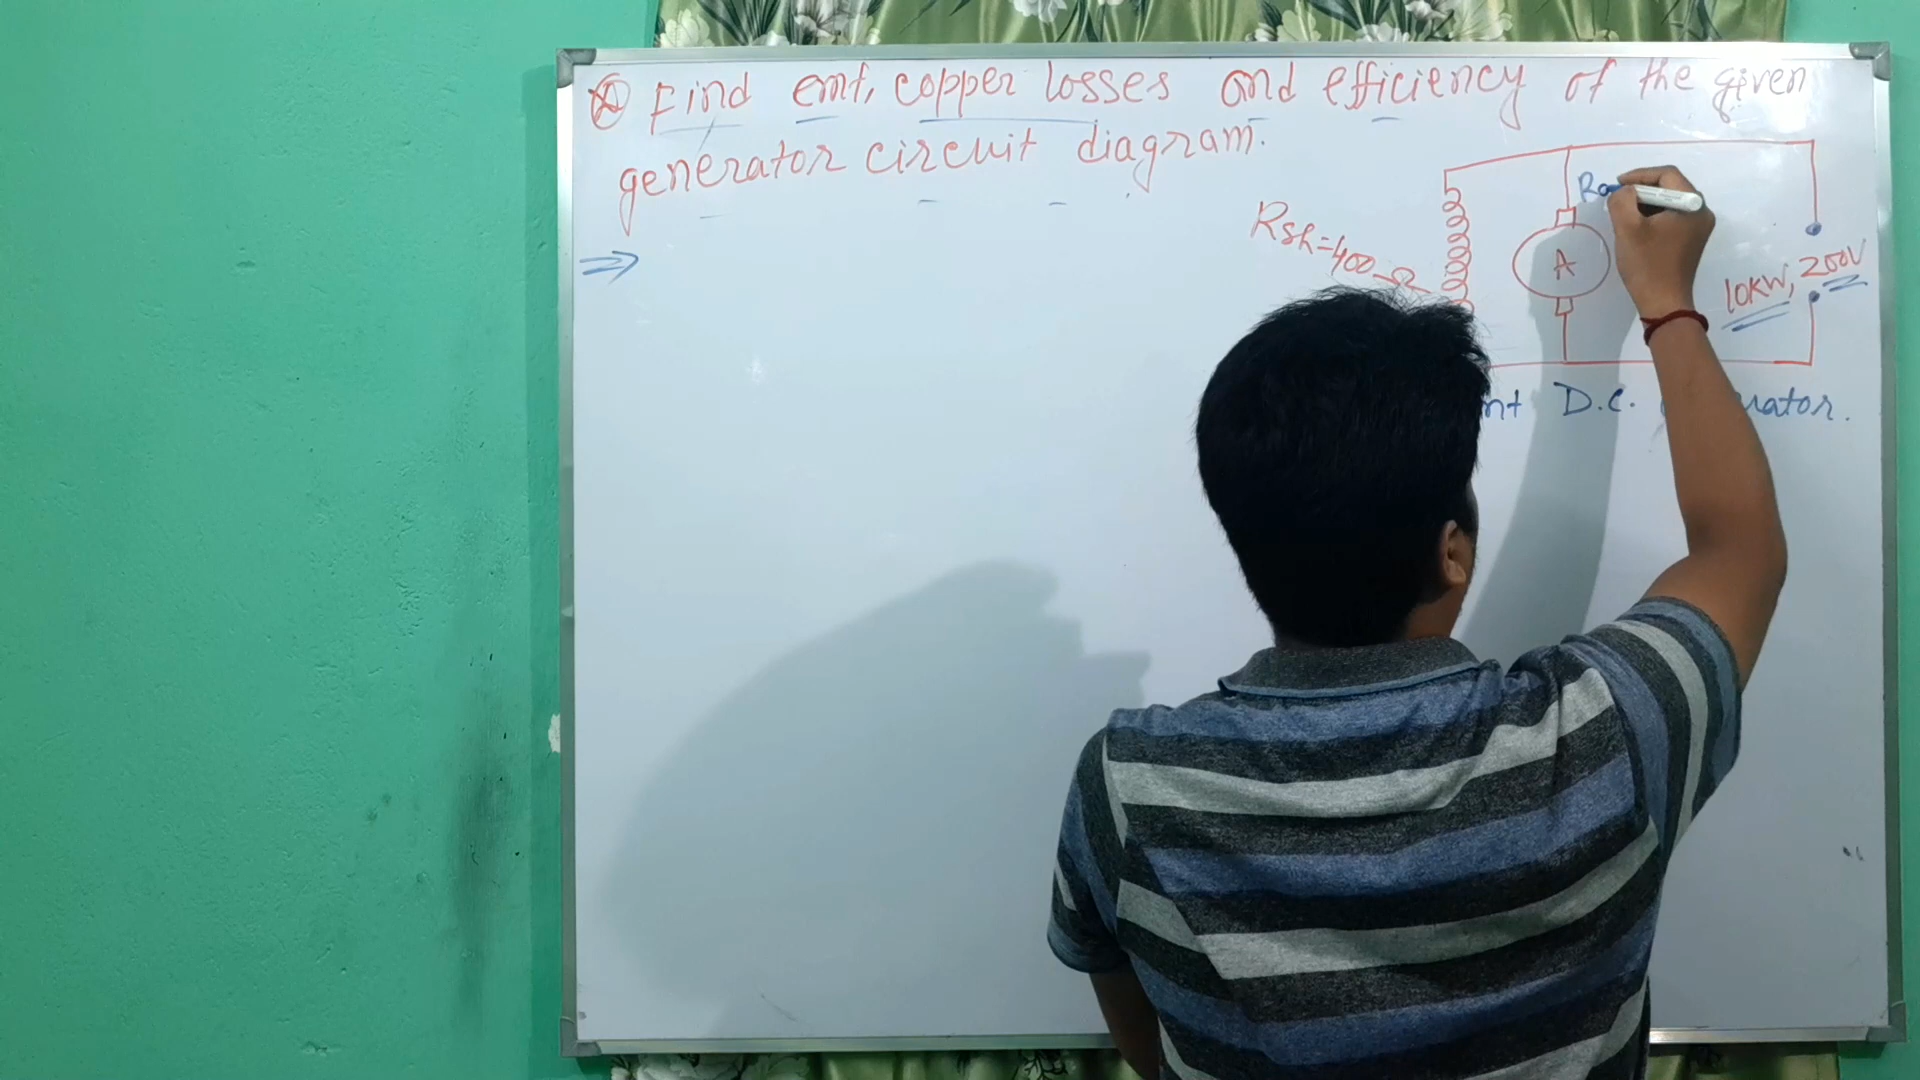 Find emf, copper losses and efficiency of the given
generator circuit diagram.
Rsh=400 Ω
A
10KW, 200V
D.C.